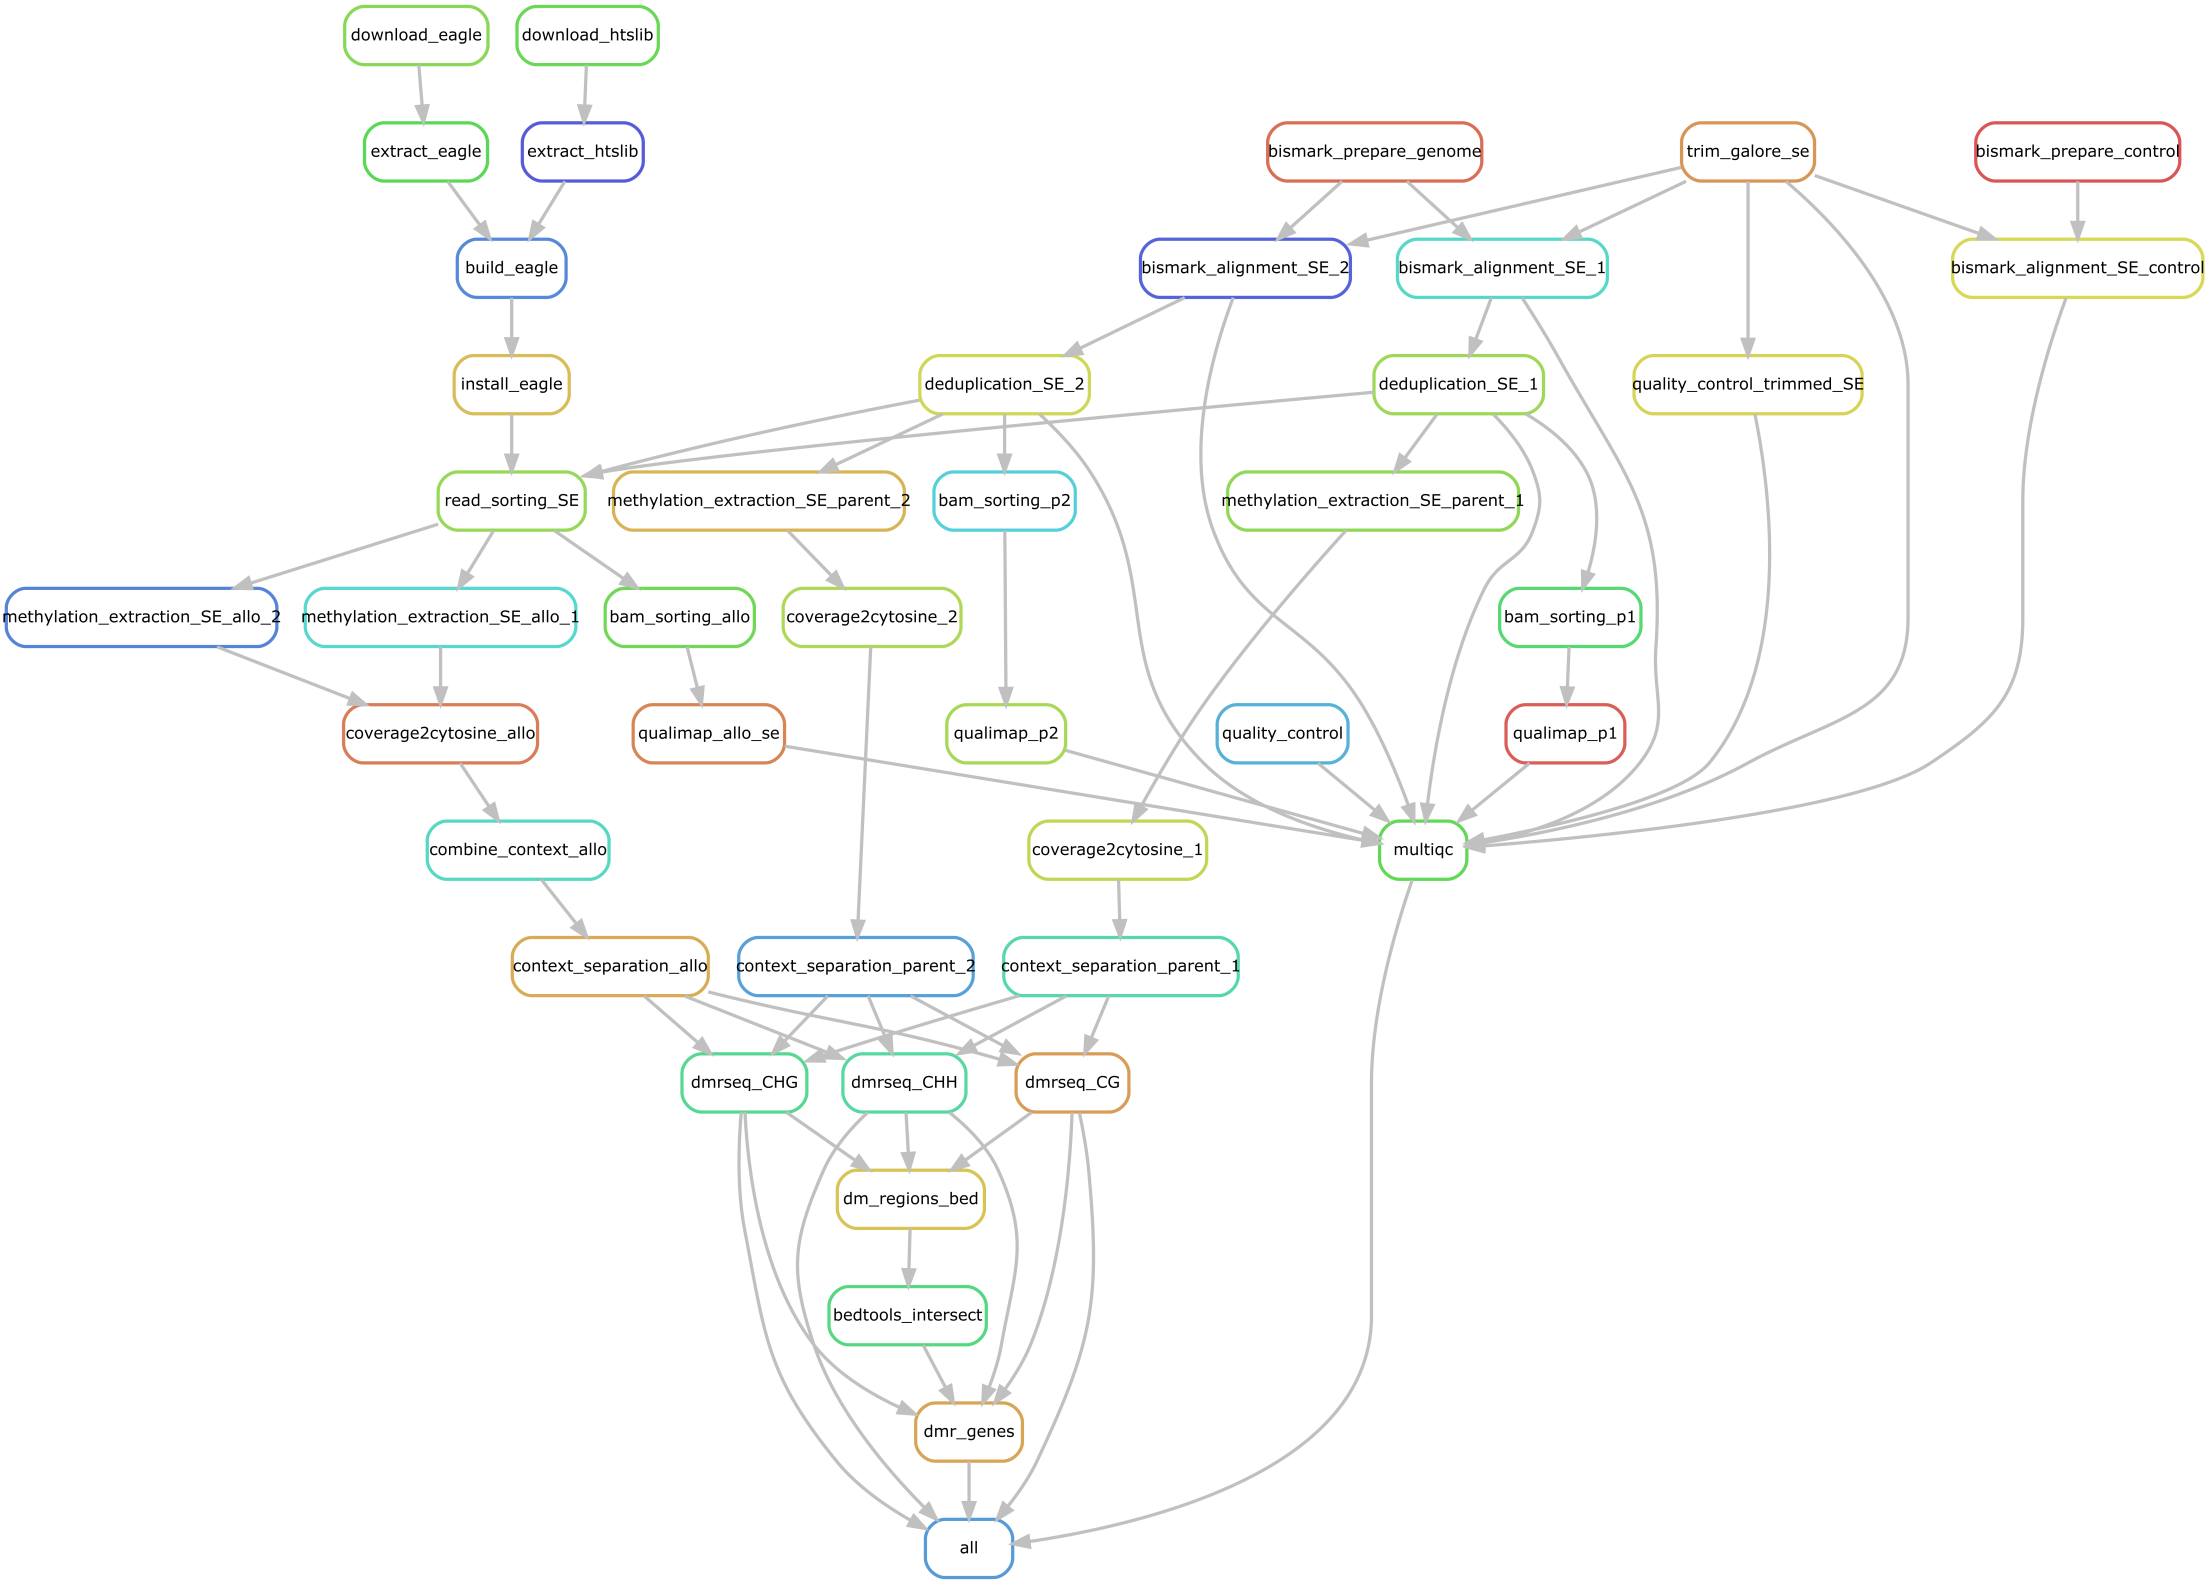 download_eagle
download_htslib
extract_eagle
extract_htslib
bismark_prepare_genome
trim_galore_se
bismark_prepare_control
build_eagle
bismark_alignment_SE_2
bismark_alignment_SE_1
bismark_alignment_SE_control
install_eagle
deduplication_SE_2
deduplication_SE_1
quality_control_trimmed_SE
read_sorting_SE
methylation_extraction_SE_parent_2
bam_sorting_p2
methylation_extraction_SE_parent_1
methylation_extraction_SE_allo_2
methylation_extraction_SE_allo_1
bam_sorting_allo
coverage2cytosine_2
bam_sorting_p1
coverage2cytosine_allo
qualimap_allo_se
qualimap_p2
quality_control
qualimap_p1
combine_context_allo
coverage2cytosine_1
multiqc
context_separation_allo
context_separation_parent_2
context_separation_parent_1
dmrseq_CHG
dmrseq_CHH
dmrseq_CG
dm_regions_bed
bedtools_intersect
dmr_genes
all